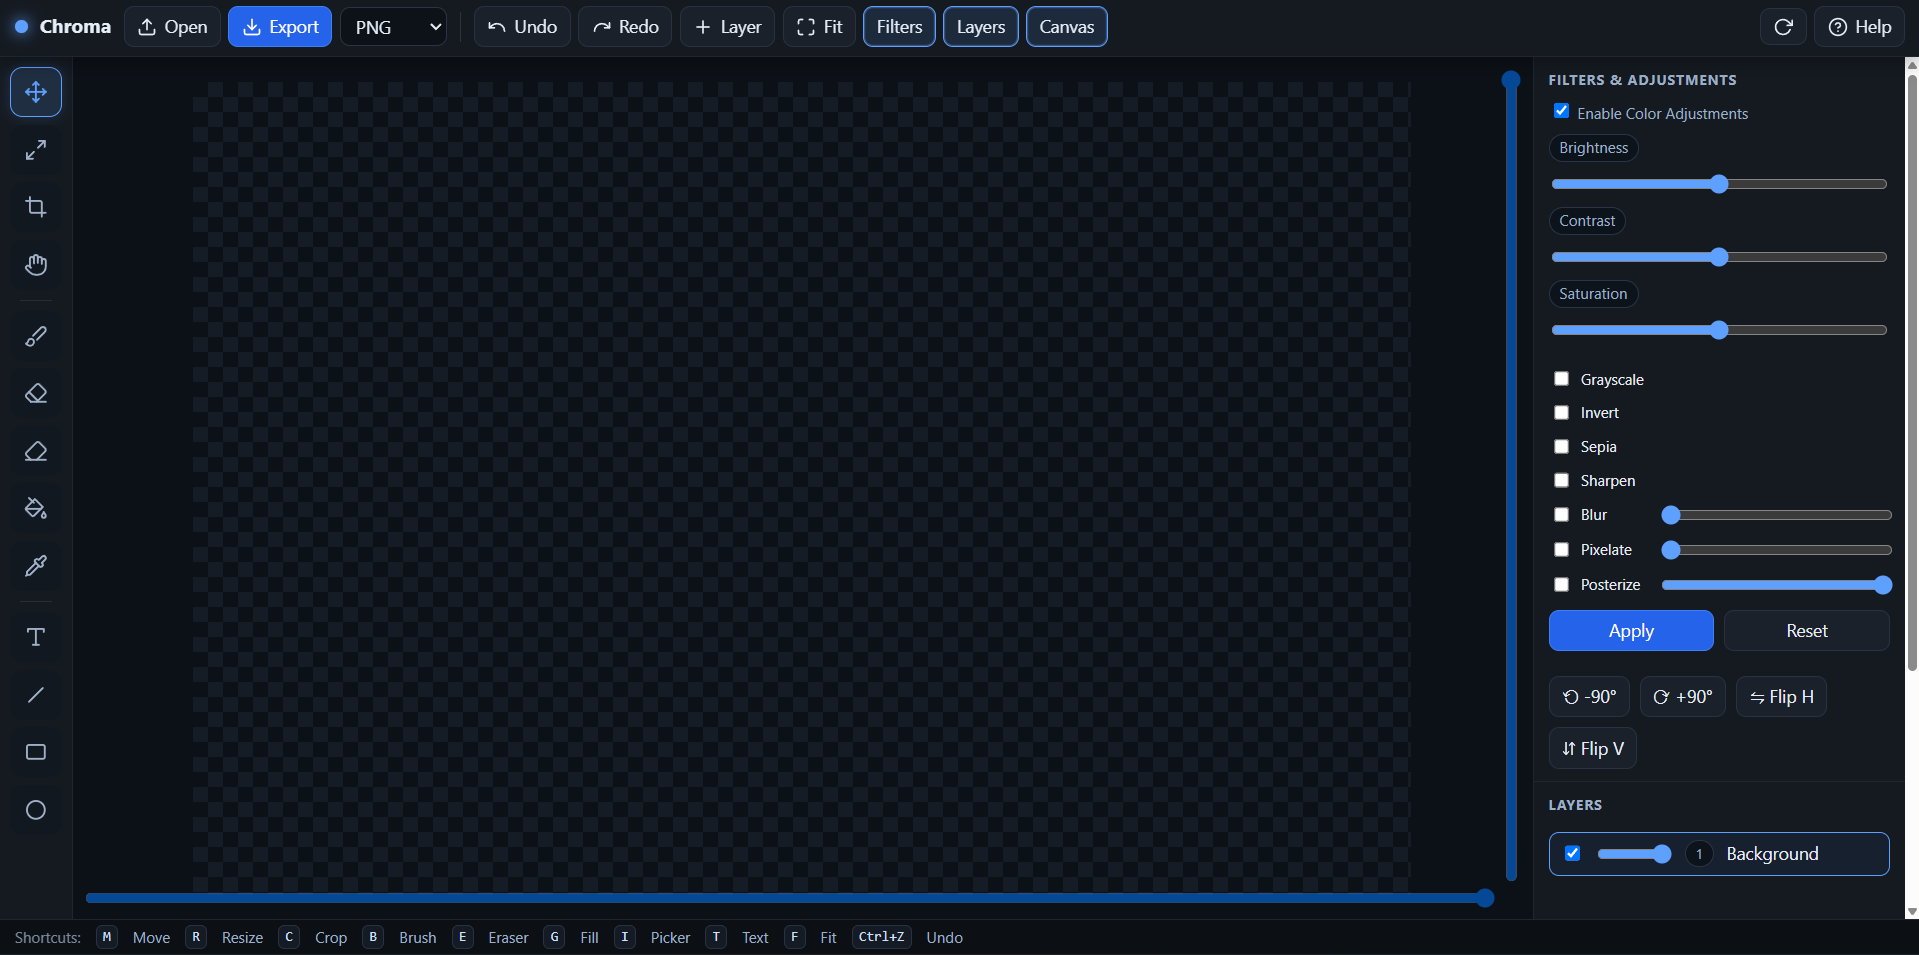 Chroma Open Export PNG Undo Redo Layer Fit Filters Layers Canvas Help
FILTERS & ADJUSTMENTS
Enable Color Adjustments
Brightness
Contrast
Saturation
Grayscale
Invert
Sepia
Sharpen
Blur
Pixelate
Posterize
Apply Reset
-90° +90° Flip H
Flip V
LAYERS
1 Background
Shortcuts: M Move R Resize C Crop B Brush E Eraser G Fill I Picker T Text F Fit Ctrl+Z Undo